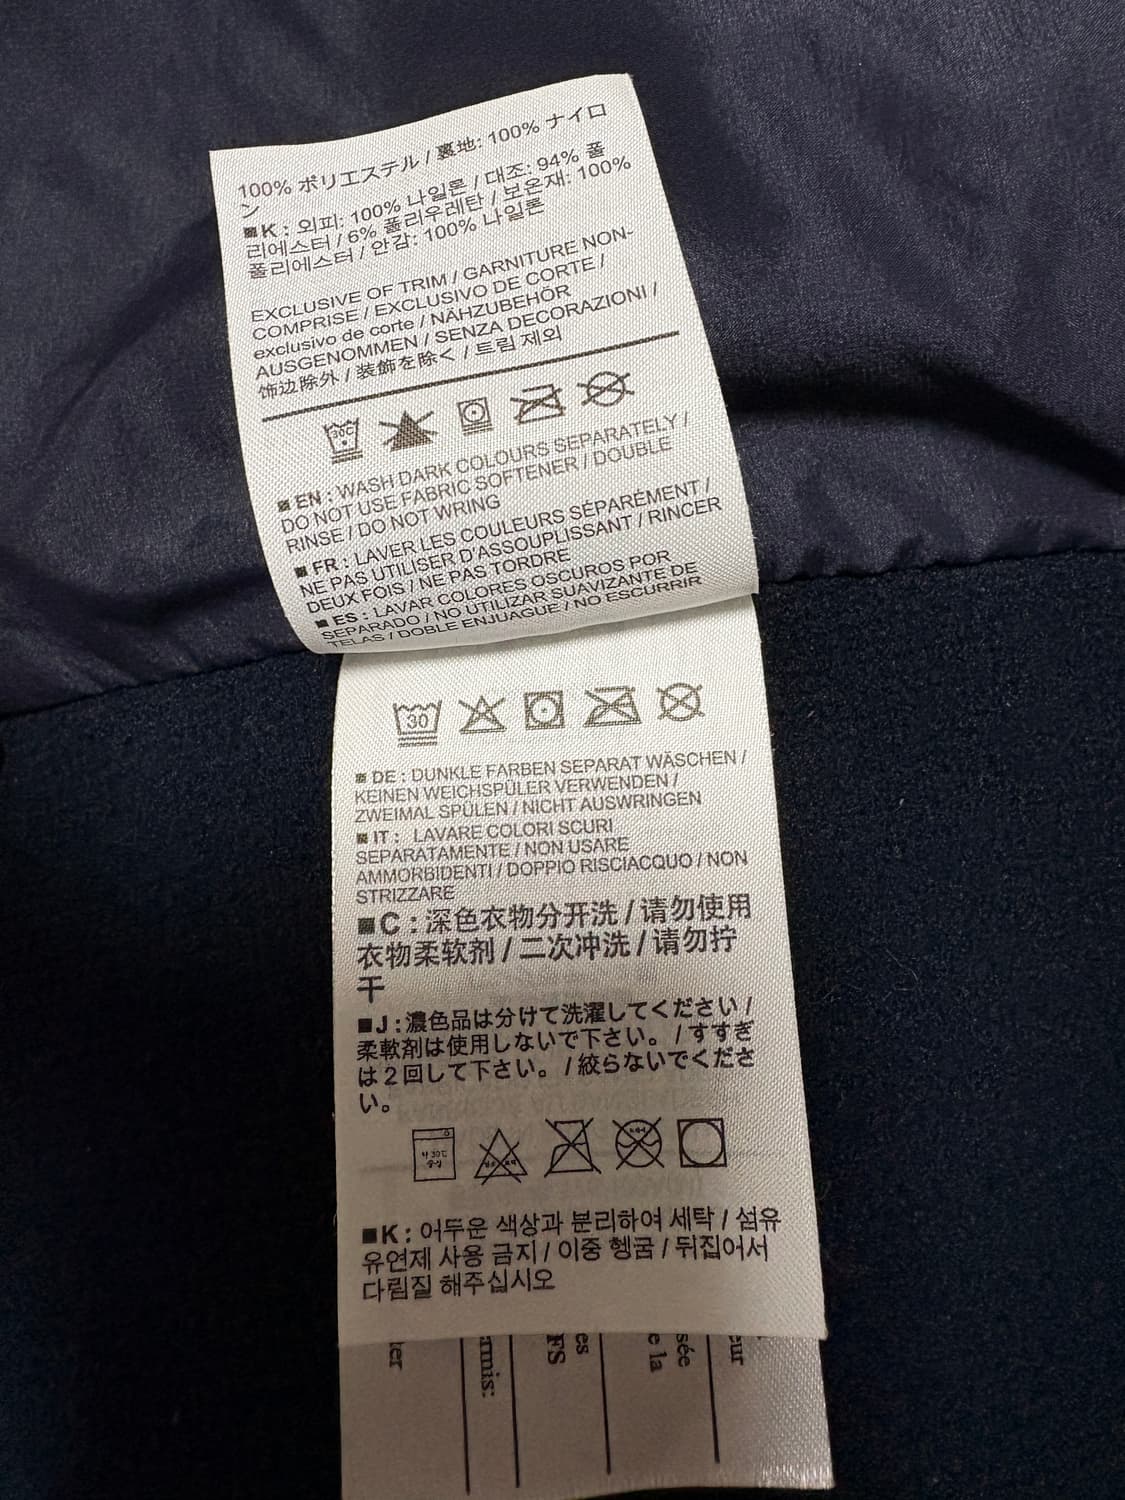 100% ポリエステル / 裏地: 100% ナイロ
ン
■K : 외피: 100% 나일론 / 대조: 94% 폴
리에스터 / 6% 폴리우레탄 / 보온재: 100%
폴리에스터 / 안감: 100% 나일론
EXCLUSIVE OF TRIM / GARNITURE NON-
COMPRISE / EXCLUSIVO DE CORTE /
exclusivo de corte / NÄHZUBEHÖR
AUSGENOMMEN / SENZA DECORAZIONI /
饰边除外 / 装飾を除く / 트림 제외
30C
■ EN : WASH DARK COLOURS SEPARATELY /
DO NOT USE FABRIC SOFTENER / DOUBLE
RINSE / DO NOT WRING
■ FR : LAVER LES COULEURS SÉPARÉMENT /
NE PAS UTILISER D'ASSOUPLISSANT / RINCER
DEUX FOIS / NE PAS TORDRE
■ ES : LAVAR COLORES OSCUROS POR
SEPARADO / NO UTILIZAR SUAVIZANTE DE
TELAS / DOBLE ENJUAGUE / NO ESCURRIR
30
■ DE : DUNKLE FARBEN SEPARAT WÄSCHEN /
KEINEN WEICHSPÜLER VERWENDEN /
ZWEIMAL SPÜLEN / NICHT AUSWRINGEN
■ IT : LAVARE COLORI SCURI
SEPARATAMENTE / NON USARE
AMMORBIDENTI / DOPPIO RISCIACQUO / NON
STRIZZARE
■C : 深色衣物分开洗 / 请勿使用
衣物柔软剂 / 二次冲洗 / 请勿拧
干
■J : 濃色品は分けて洗濯してください /
柔軟剤は使用しないで下さい。 / すすぎ
は2回して下さい。 / 絞らないでくださ
い。
약 30℃
중성
■K : 어두운 색상과 분리하여 세탁 / 섬유
유연제 사용 금지 / 이중 헹굼 / 뒤집어서
다림질 해주십시오
eur
sée
e la
es
FS
rmis:
ter